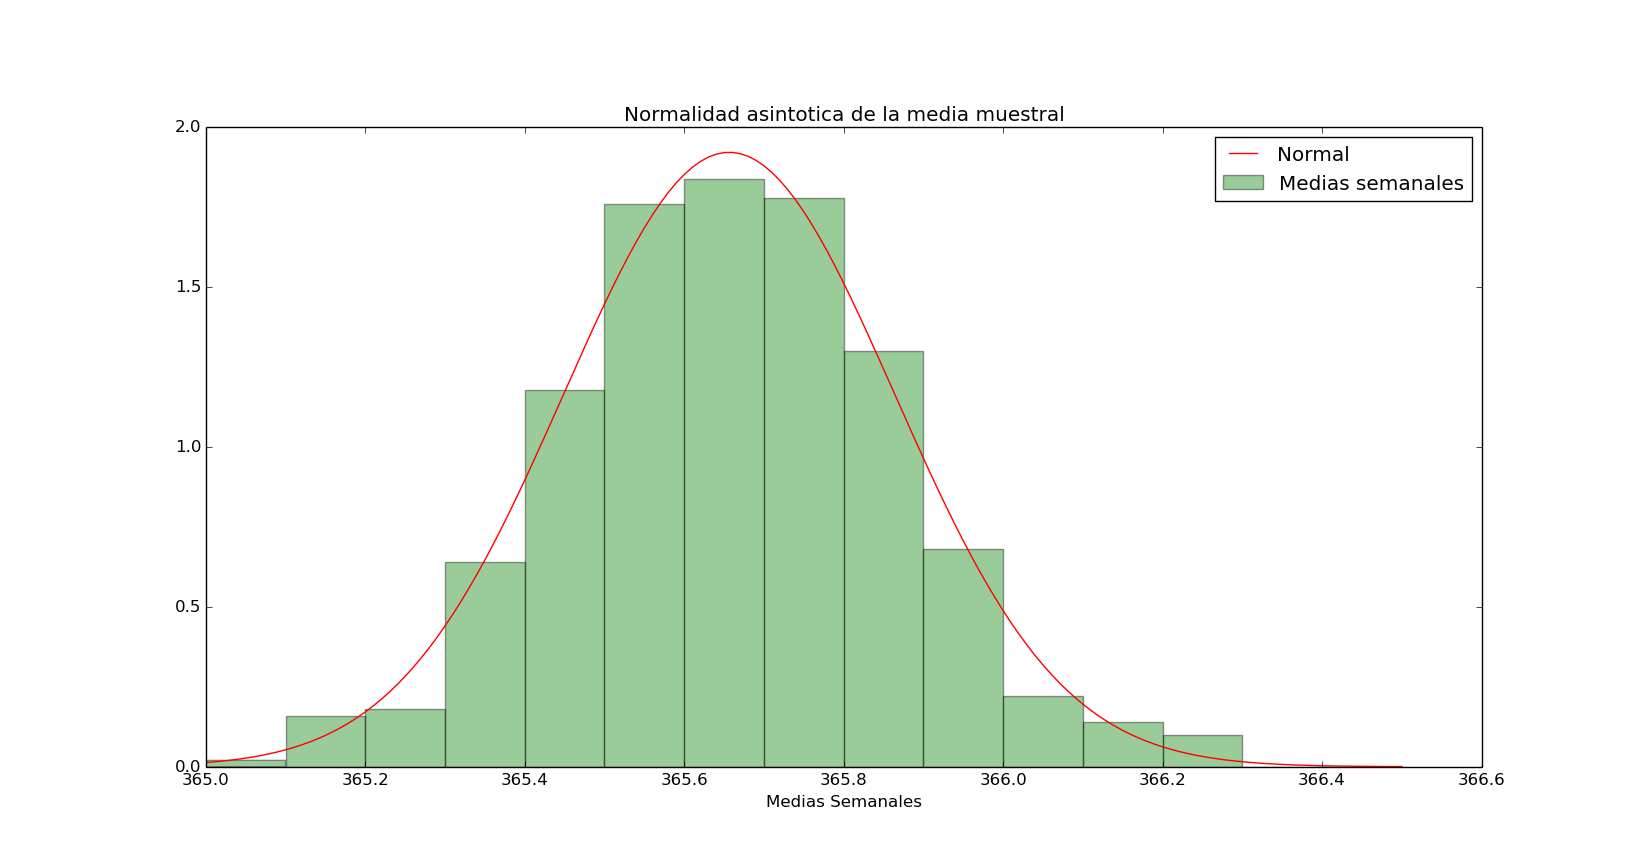 Normalidad asintotica de la media muestral
Normal
Medias semanales
2.0
1.5
1.0
0.5
0.0
365.0 365.2 365.4 365.6 365.8 366.0 366.2 366.4 366.6
Medias Semanales